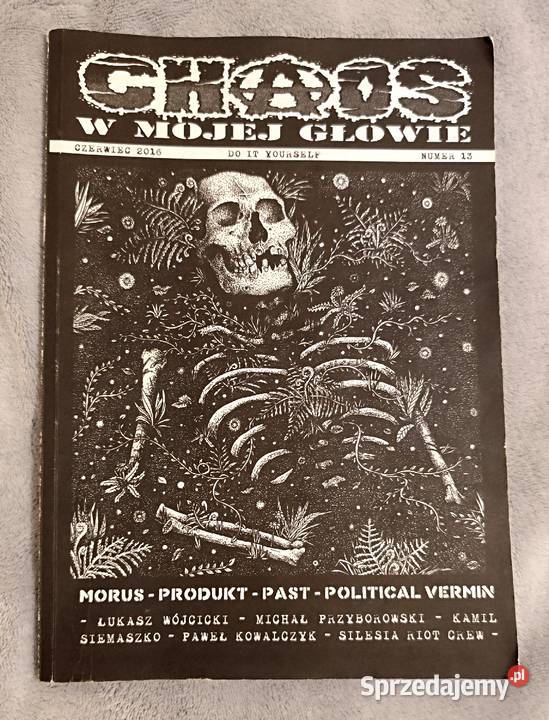 CHAOS
W MOJEJ GŁOWIE
CZERWIEC 2016 DO IT YOURSELF NUMER 13
MORUS - PRODUKT - PAST - POLITICAL VERMIN
- ŁUKASZ WÓJCICKI - MICHAŁ PRZYBOROWSKI - KAMIL
SIEMASZKO - PAWEŁ KOWALCZYK - SILESIA RIOT CREW -
Sprzedajemy.pl